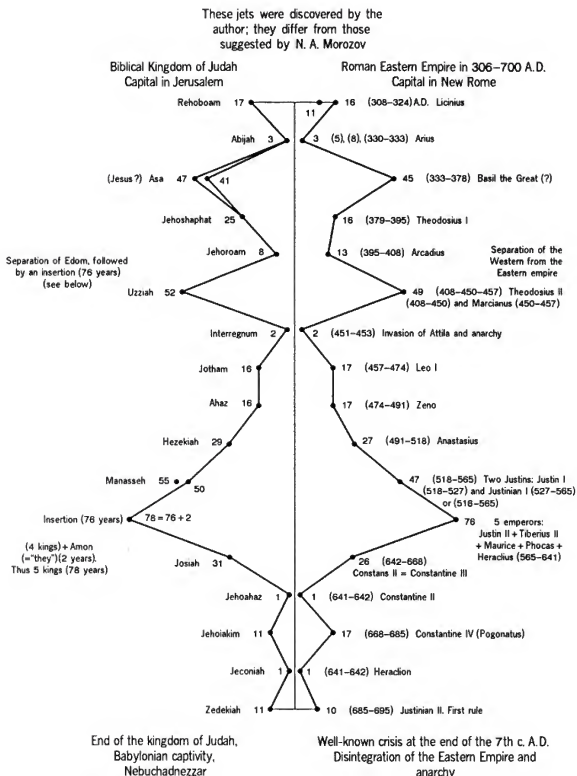 These jets were discovered by the
author; they differ from those
suggested by N. A. Morozov
Biblical Kingdom of Judah
Capital in Jerusalem
Roman Eastern Empire in 306–700 A.D.
Capital in New Rome
Rehoboam 17
11 16 (308–324) A.D. Licinius
Abijah 3
3 (5), (8), (330–333) Arius
(Jesus?) Asa 47 41
45 (333–378) Basil the Great (?)
Jehoshaphat 25
16 (379–395) Theodosius I
Jehoroam 8
13 (395–408) Arcadius
Separation of Edom, followed
by an insertion (76 years)
(see below)
Separation of the
Western from the
Eastern empire
Uzziah 52
49 (408–450–457) Theodosius II
(408–450) and Marcianus (450–457)
Interregnum 2
2 (451–453) Invasion of Attila and anarchy
Jotham 16
17 (457–474) Leo I
Ahaz 16
17 (474–491) Zeno
Hezekiah 29
27 (491–518) Anastasius
Manasseh 55 50
47 (518–565) Two Justins: Justin I
(518–527) and Justinian I (527–565)
or (518–565)
Insertion (76 years) 78=76+2
76 5 emperors:
Justin II + Tiberius II
+ Maurice + Phocas +
Heraclius (565–641)
(4 kings) + Amon
(="they") (2 years).
Thus 5 kings (78 years)
Josiah 31
26 (642–668)
Constans II = Constantine III
Jehoahaz 1
1 (641–642) Constantine II
Jehoiakim 11
17 (668–685) Constantine IV (Pogonatus)
Jeconiah 1
1 (641–642) Heraclion
Zedekiah 11
10 (685–695) Justinian II. First rule
End of the kingdom of Judah,
Babylonian captivity,
Nebuchadnezzar
Well-known crisis at the end of the 7th c. A.D.
Disintegration of the Eastern Empire and
anarchy